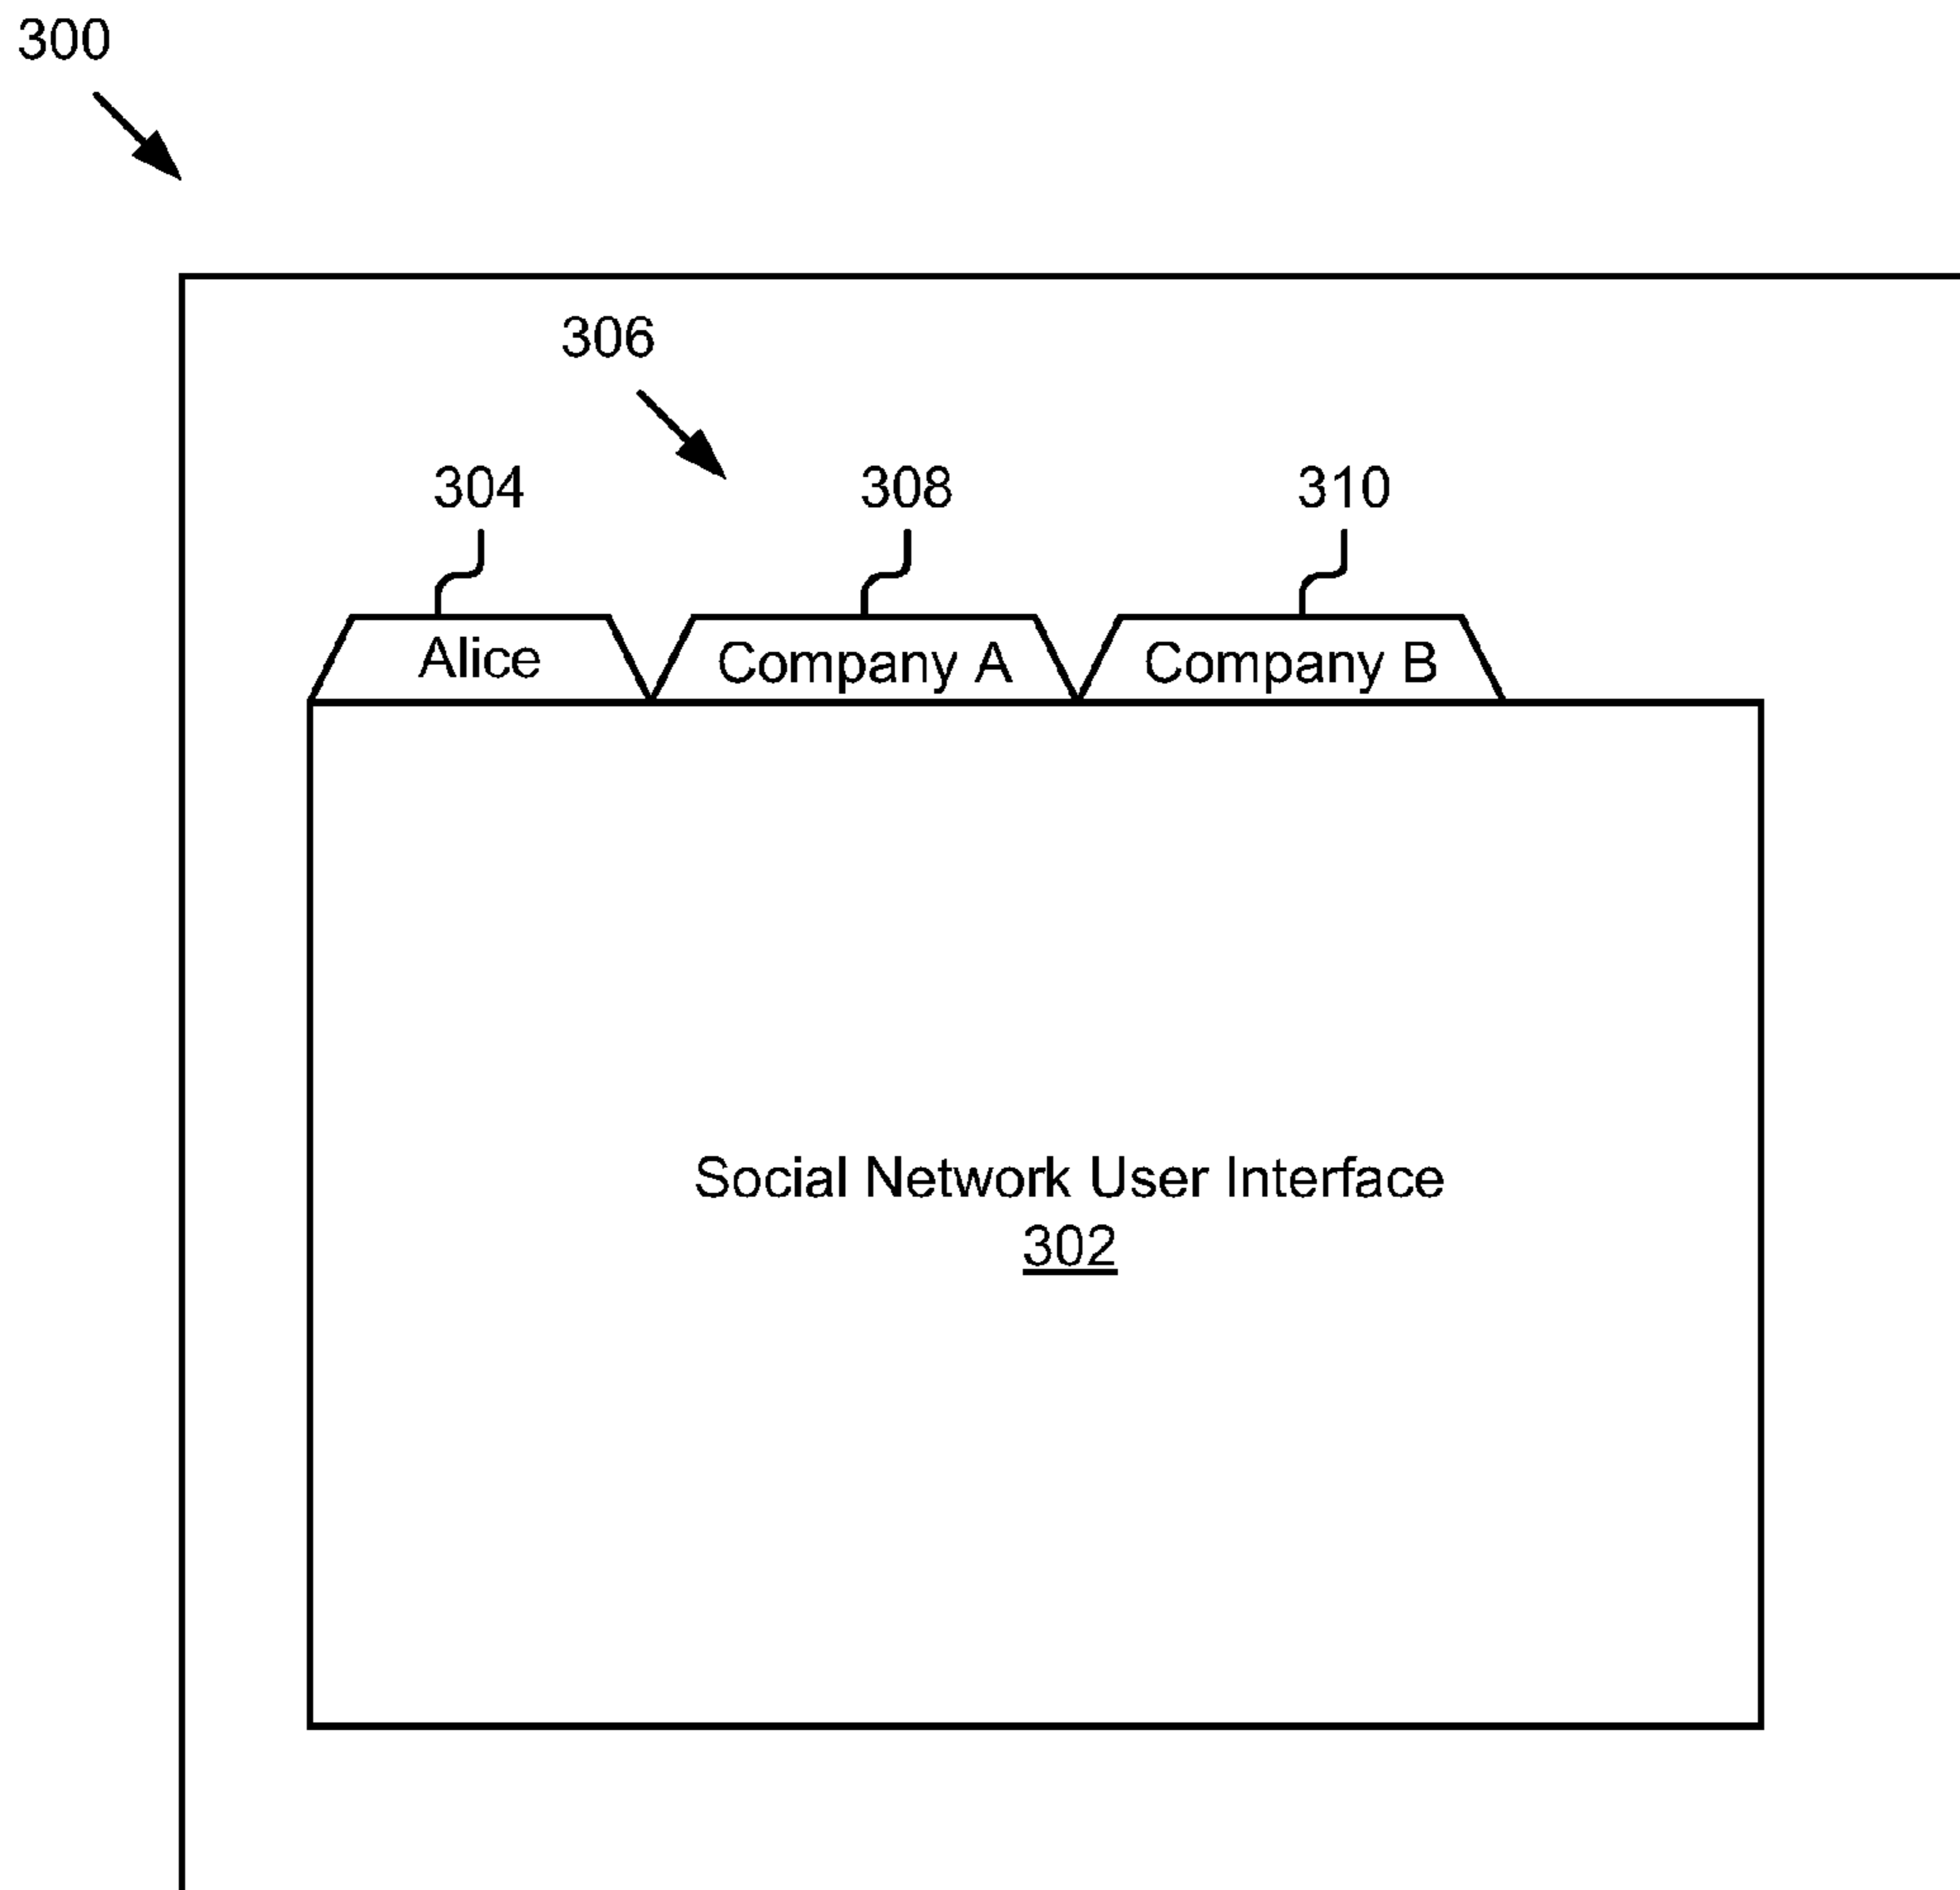 300
306
304 308 310
Alice Company A Company B
Social Network User Interface
302